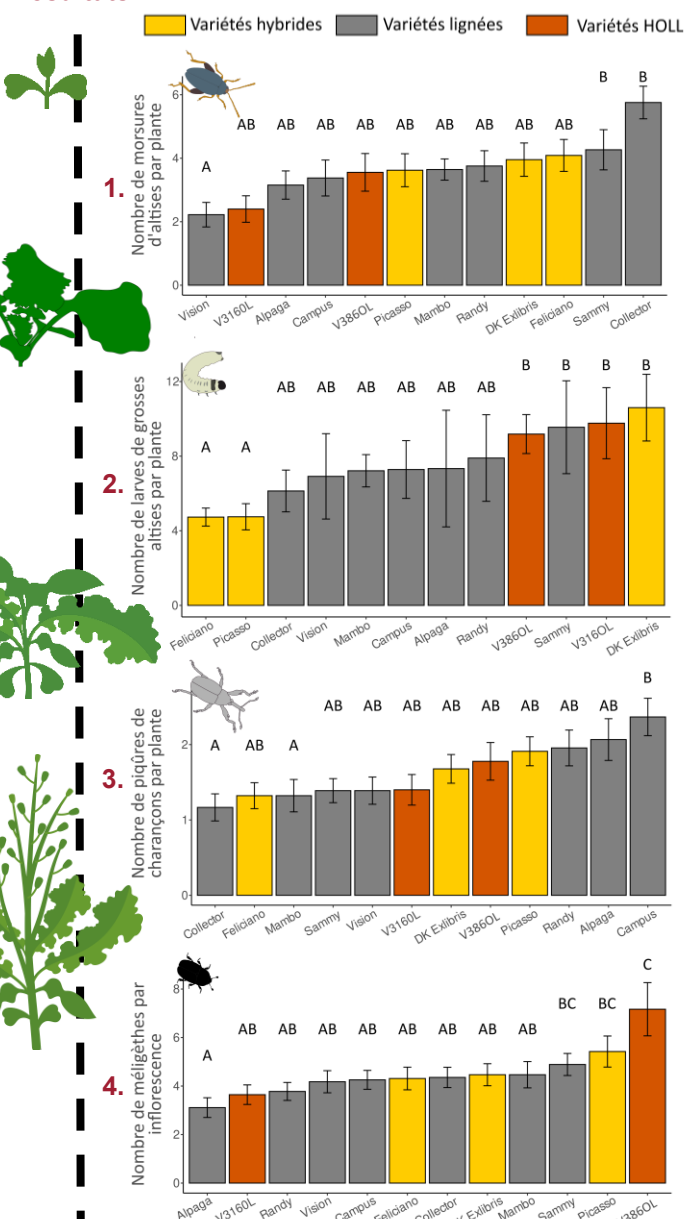 Variétés hybrides Variétés lignées Variétés HOLL
1.
Nombre de morsures
d'altises par plante
6
4
2
0
A AB AB AB AB AB AB AB AB AB B B
Vision V3160L Alpaga Campus V386OL Picasso Mambo Randy DK Exlibris Feliciano Sammy Collector
2.
Nombre de larves de grosses
altises par plante
12
8
4
0
A A AB AB AB AB AB AB B B B B
Feliciano Picasso Collector Vision Mambo Campus Alpaga Randy V386OL Sammy V316OL DK Exlibris
3.
Nombre de piqûres de
charançons par plante
2
1
0
A AB A AB AB AB AB AB AB AB AB B
Collector Feliciano Mambo Sammy Vision V3160L DK Exlibris V386OL Picasso Randy Alpaga Campus
4.
Nombre de méligèthes par
inflorescence
8
6
4
2
0
A AB AB AB AB AB AB AB AB BC BC C
Alpaga V3160L Randy Vision Campus Feliciano Collector Exlibris Mambo Sammy Picasso